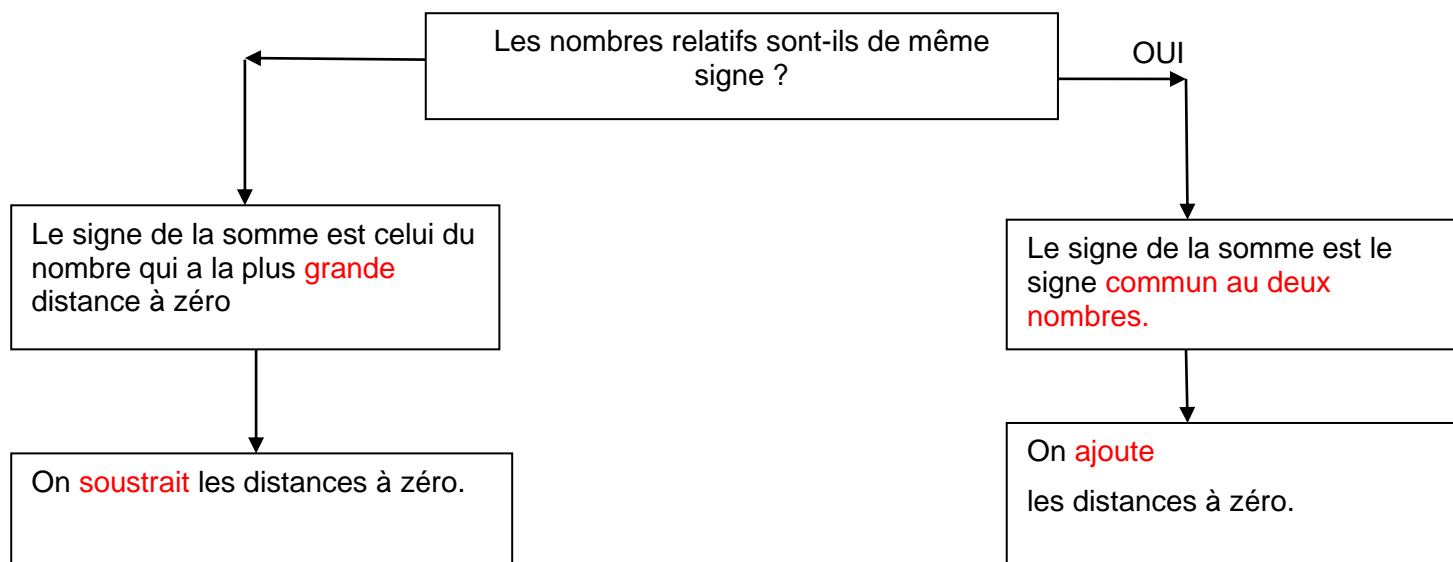 Les nombres relatifs sont-ils de même
signe ?
OUI
Le signe de la somme est celui du
nombre qui a la plus grande
distance à zéro
Le signe de la somme est le
signe commun au deux
nombres.
On soustrait les distances à zéro.
On ajoute
les distances à zéro.